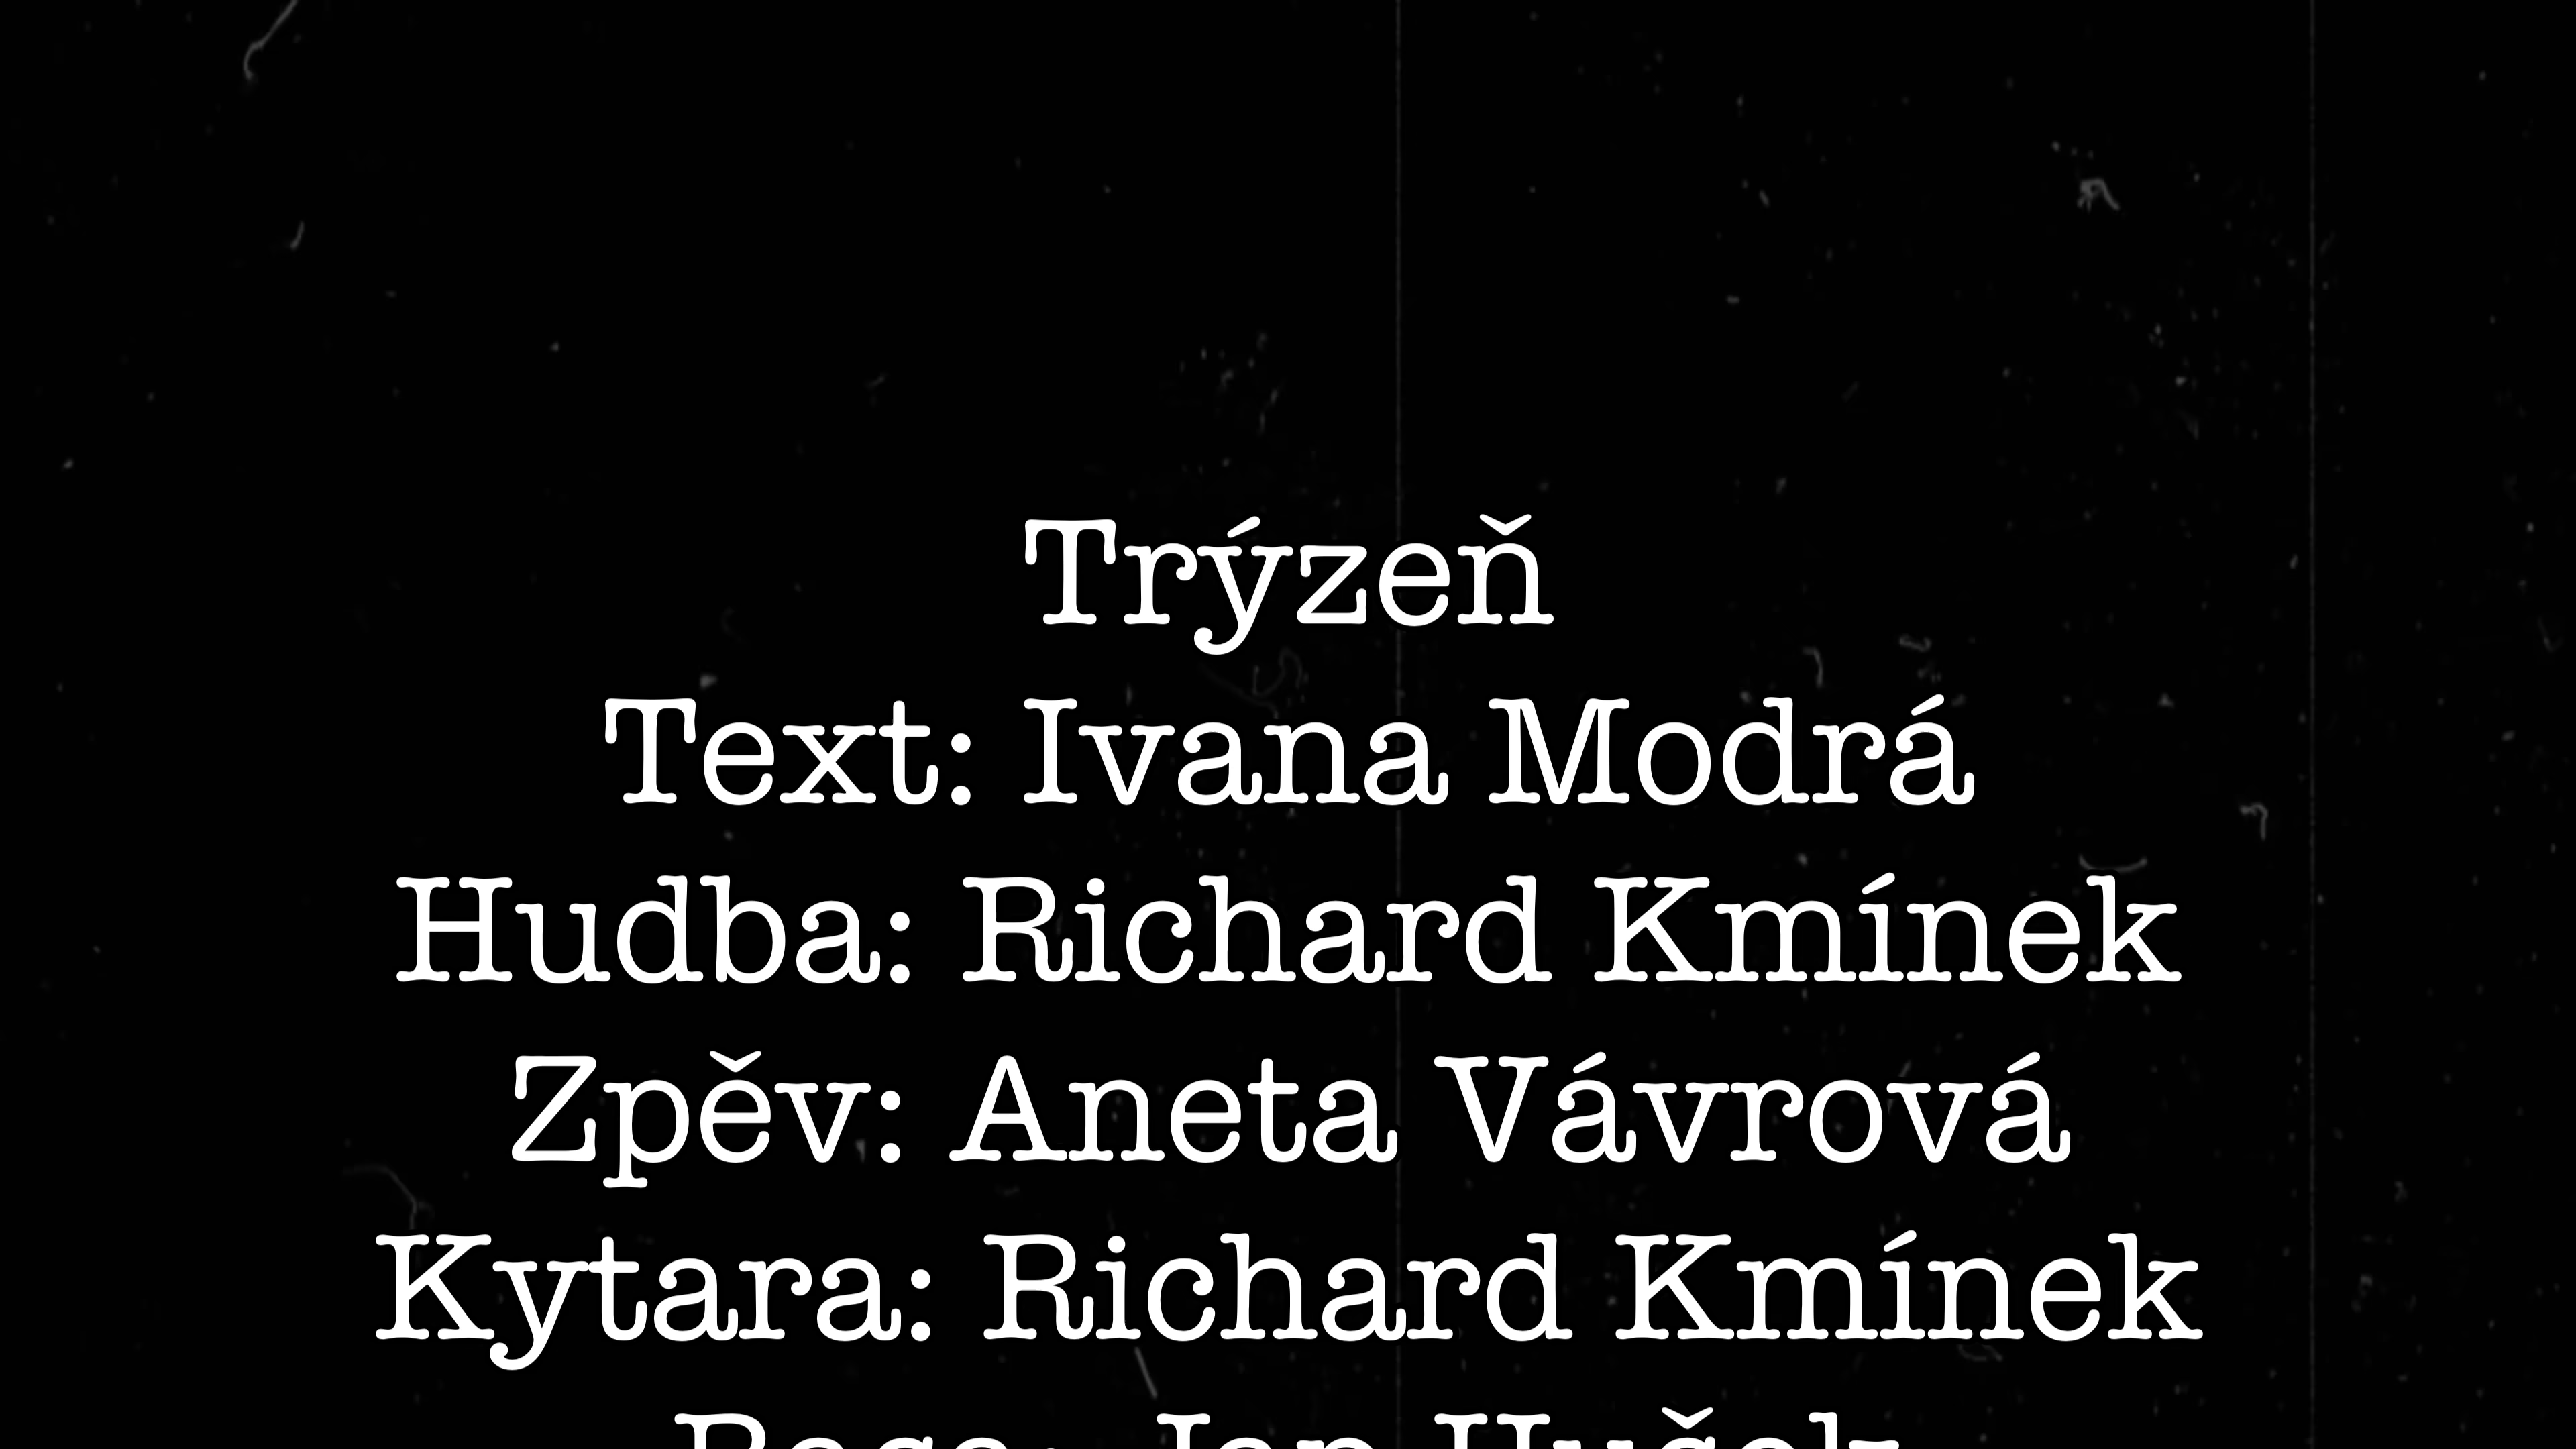 Trýzeň
Text: Ivana Modrá
Hudba: Richard Kmínek
Zpěv: Aneta Vávrová
Kytara: Richard Kmínek